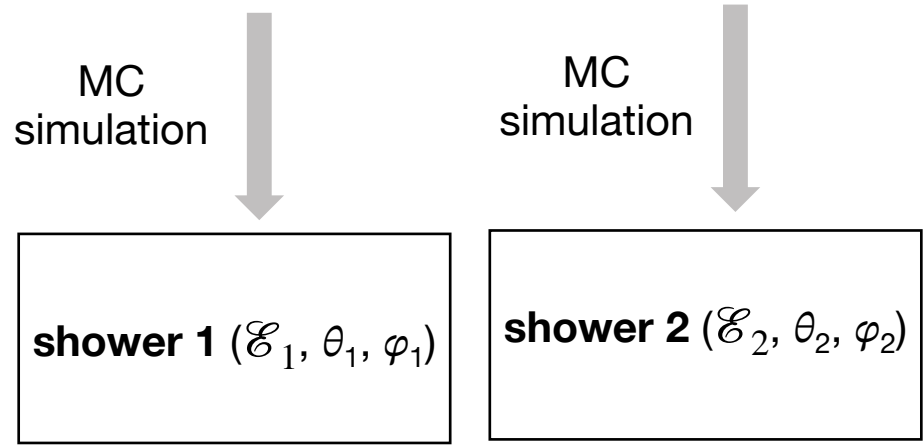 MC
simulation
MC
simulation
shower 1 (ℰ₁, θ₁, φ₁)
shower 2 (ℰ₂, θ₂, φ₂)